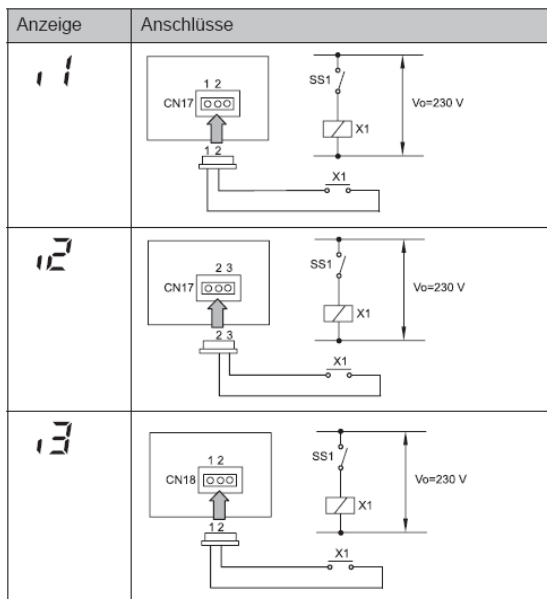 Anzeige Anschlüsse
i1
1 2
CN17
1 2
X1
SS1
X1
Vo=230 V
i2
2 3
CN17
2 3
X1
SS1
X1
Vo=230 V
i3
1 2
CN18
1 2
X1
SS1
X1
Vo=230 V